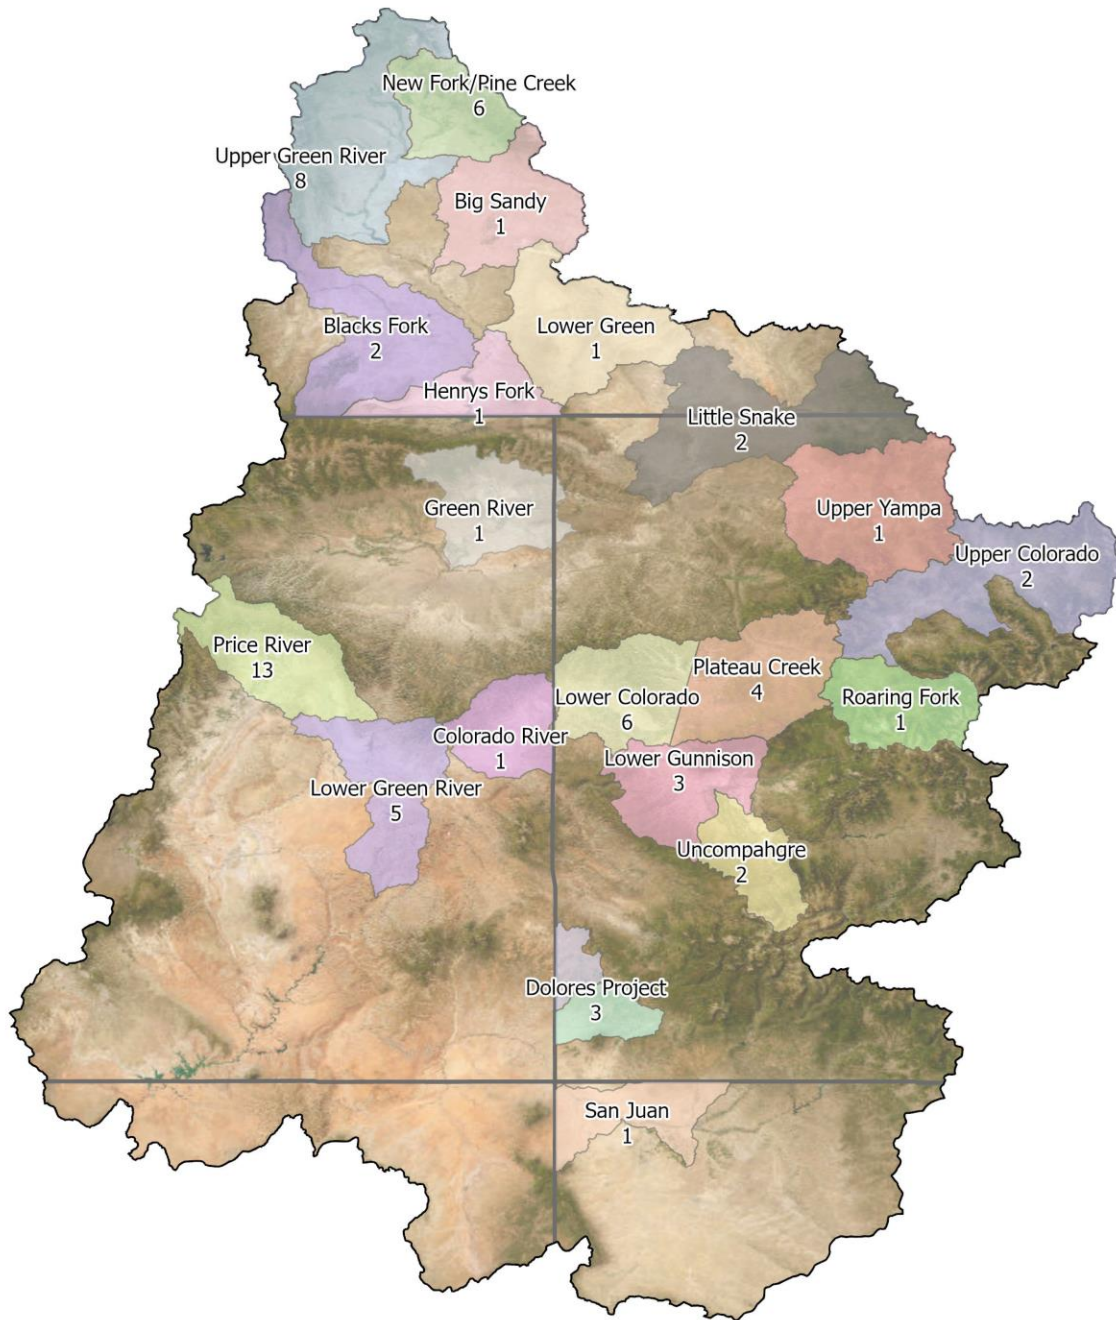 New Fork/Pine Creek
6
Upper Green River
8
Big Sandy
1
Blacks Fork
2
Lower Green
1
Henrys Fork
1
Little Snake
2
Green River
1
Upper Yampa
1
Upper Colorado
2
Price River
13
Lower Colorado
6
Plateau Creek
4
Roaring Fork
1
Colorado River
1
Lower Gunnison
3
Lower Green River
5
Uncompahgre
2
Dolores Project
3
San Juan
1